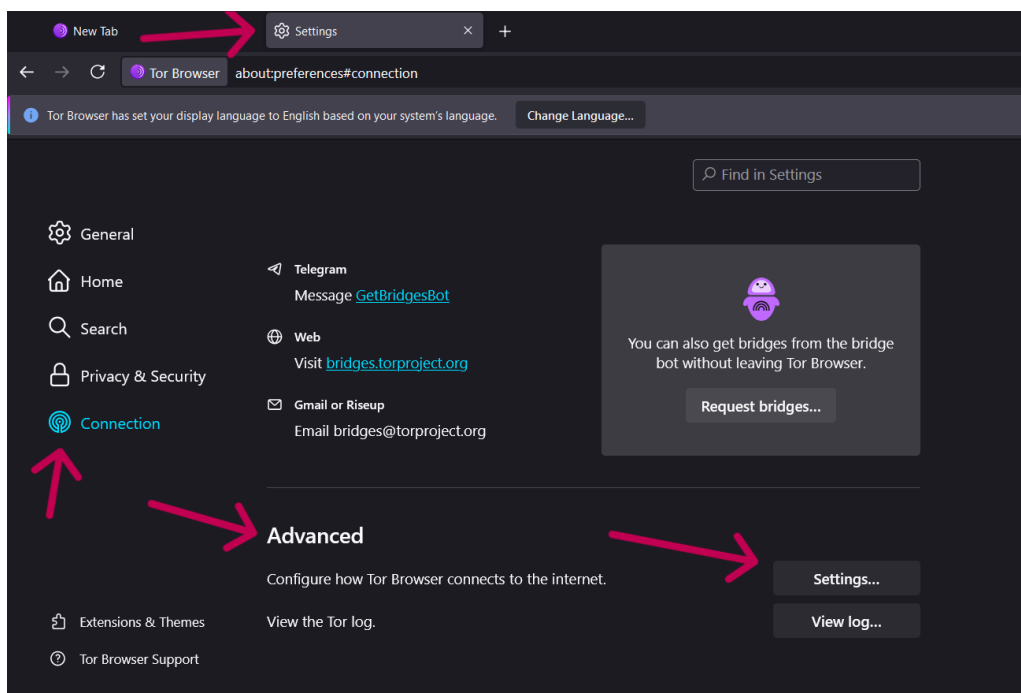 New Tab
Settings
Tor Browser
about:preferences#connection
Tor Browser has set your display language to English based on your system's language.
Change Language...
Find in Settings
General
Home
Search
Privacy & Security
Connection
Telegram
Message GetBridgesBot
Web
Visit bridges.torproject.org
Gmail or Riseup
Email bridges@torproject.org
You can also get bridges from the bridge
bot without leaving Tor Browser.
Request bridges...
Advanced
Configure how Tor Browser connects to the internet.
Settings...
View the Tor log.
View log...
Extensions & Themes
Tor Browser Support